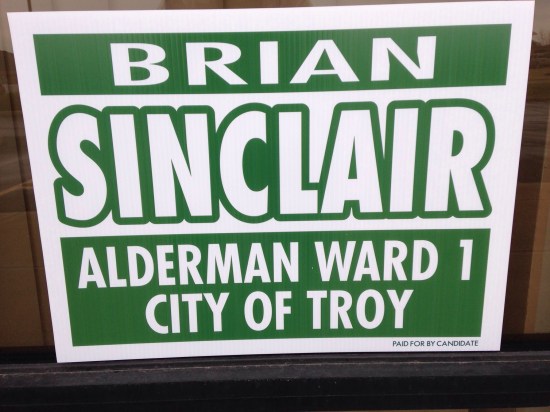 BRIAN
SINCLAIR
ALDERMAN WARD 1
CITY OF TROY
PAID FOR BY CANDIDATE